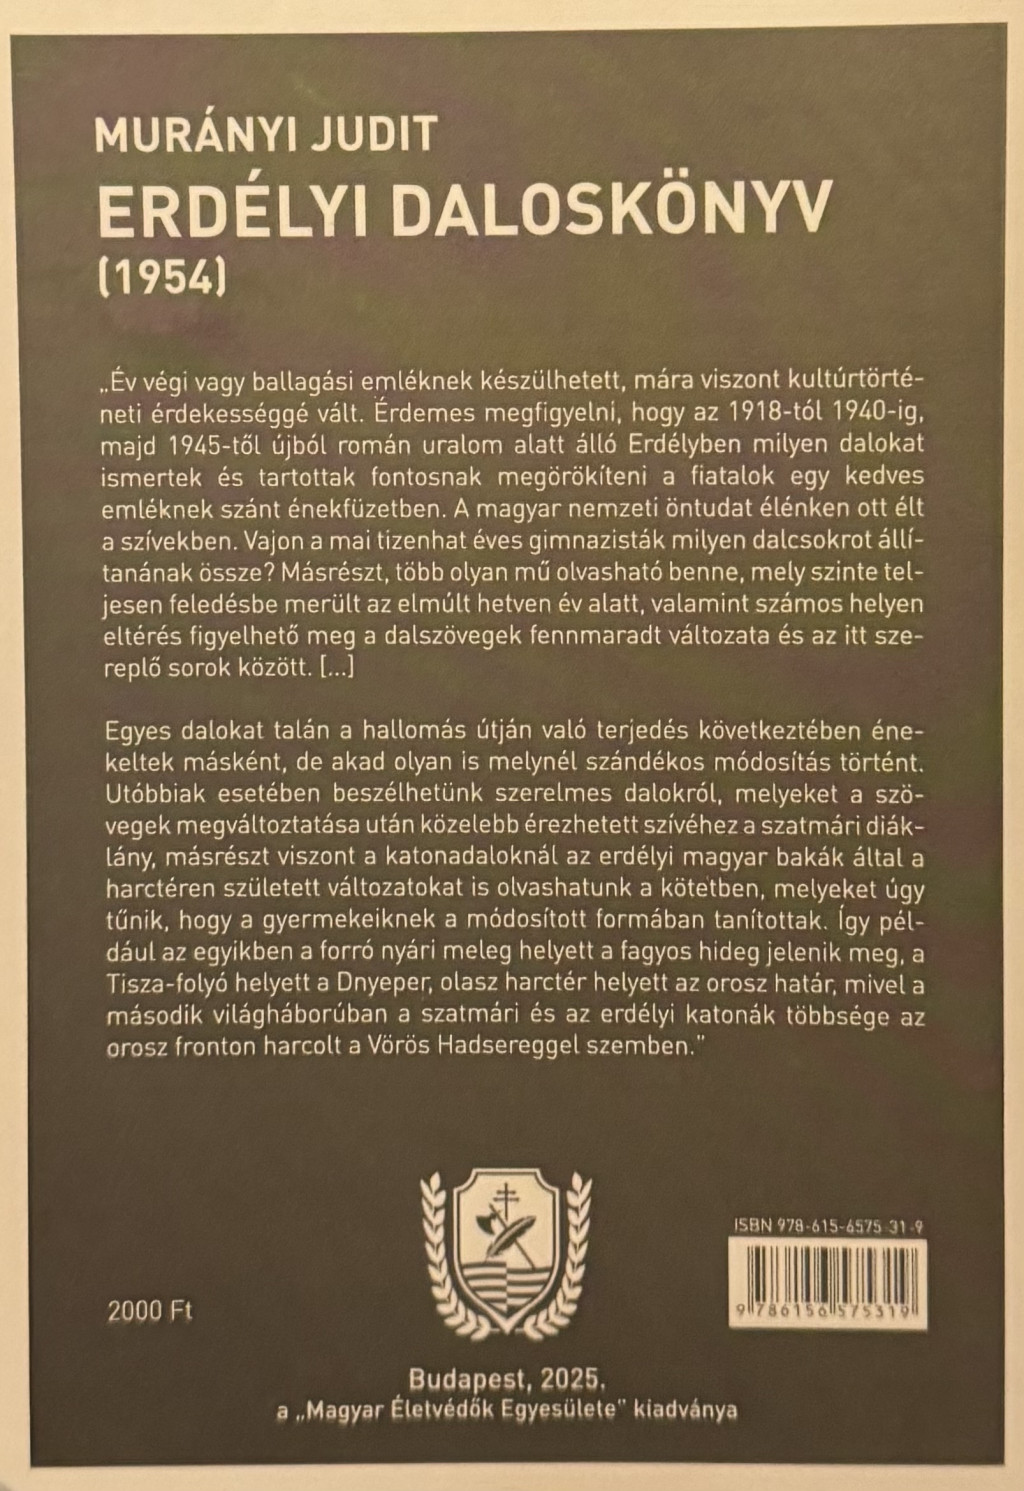 MURÁNYI JUDIT
ERDÉLYI DALOSKÖNYV
(1954)
„Év végi vagy ballagási emléknek készülhetett, mára viszont kultúrtörté-
neti érdekességgé vált. Érdemes megfigyelni, hogy az 1918-tól 1940-ig,
majd 1945-től újból román uralom alatt álló Erdélyben milyen dalokat
ismertek és tartottak fontosnak megörökíteni a fiatalok egy kedves
emléknek szánt énekfüzetben. A magyar nemzeti öntudat élénken ott élt
a szívekben. Vajon a mai tizenhat éves gimnazisták milyen dalcsokrot állí-
tanának össze? Másrészt, több olyan mű olvasható benne, mely szinte tel-
jesen feledésbe merült az elmúlt hetven év alatt, valamint számos helyen
eltérés figyelhető meg a dalszövegek fennmaradt változata és az itt sze-
replő sorok között. [...]
Egyes dalokat talán a hallomás útján való terjedés következtében éne-
keltek másként, de akad olyan is melynél szándékos módosítás történt.
Utóbbiak esetében beszélhetünk szerelmes dalokról, melyeket a szö-
vegek megváltoztatása után közelebb érezhetett szívéhez a szatmári diák-
lány, másrészt viszont a katonadaloknál az erdélyi magyar bakák által a
harctéren született változatokat is olvashatunk a kötetben, melyeket úgy
tűnik, hogy a gyermekeiknek a módosított formában tanítottak. Így pél-
dául az egyikben a forró nyári meleg helyett a fagyos hideg jelenik meg, a
Tisza-folyó helyett a Dnyeper, olasz harctér helyett az orosz határ, mivel a
második világháborúban a szatmári és az erdélyi katonák többsége az
orosz fronton harcolt a Vörös Hadsereggel szemben."
ISBN 978-615-6575-31-9
9 786156 575319
2000 Ft
Budapest, 2025.
a „Magyar Életvédők Egyesülete" kiadványa